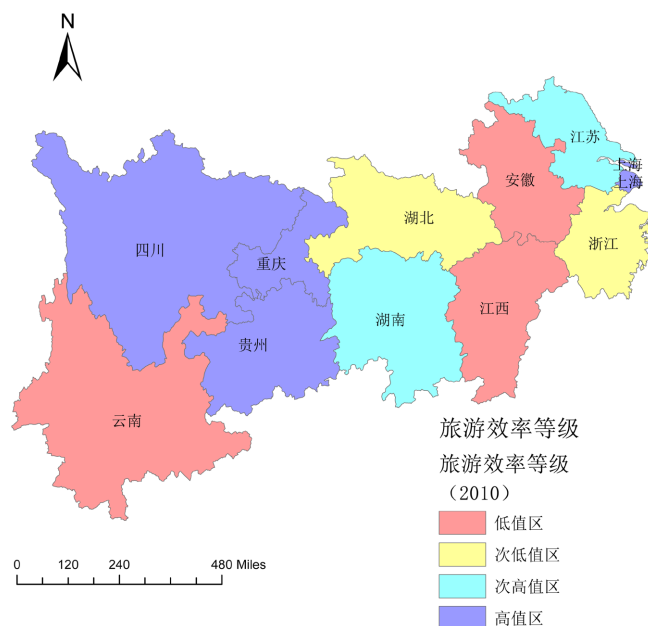 N
江苏
上海
上海
安徽
湖北
浙江
四川
重庆
江西
湖南
贵州
云南
旅游效率等级
旅游效率等级
（2010）
低值区
次低值区
次高值区
高值区
0 120 240 480 Miles